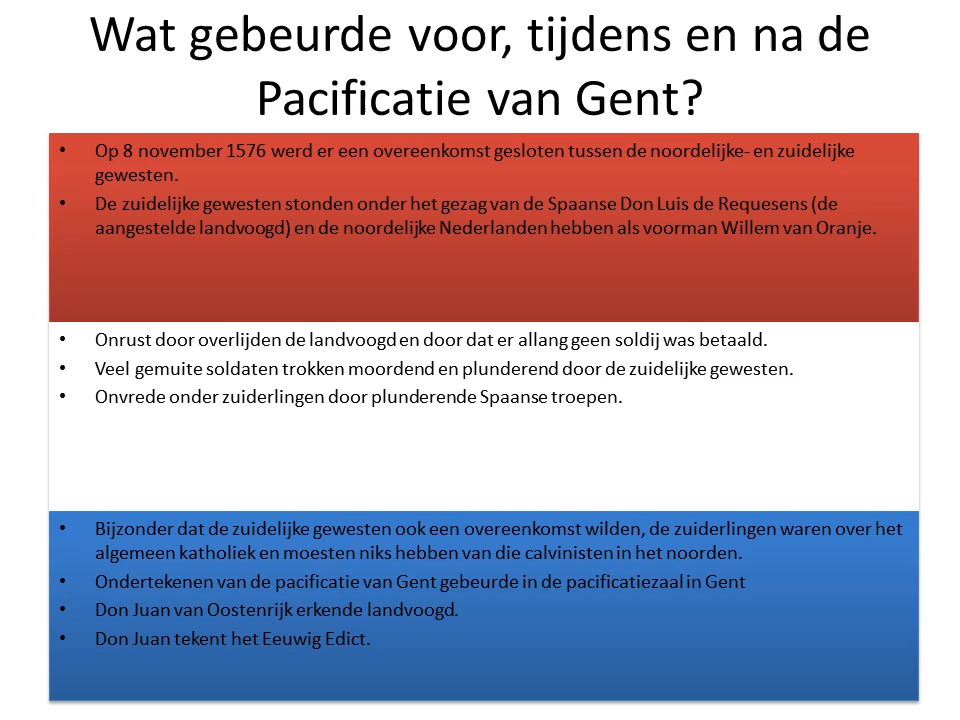 Wat gebeurde voor, tijdens en na de
Pacificatie van Gent?
• Op 8 november 1576 werd er een overeenkomst gesloten tussen de noordelijke- en zuidelijke
gewesten.
• De zuidelijke gewesten stonden onder het gezag van de Spaanse Don Luis de Requesens (de
aangestelde landvoogd) en de noordelijke Nederlanden hebben als voorman Willem van Oranje.
• Onrust door overlijden de landvoogd en door dat er allang geen soldij was betaald.
• Veel gemuite soldaten trokken moordend en plunderend door de zuidelijke gewesten.
• Onvrede onder zuiderlingen door plunderende Spaanse troepen.
• Bijzonder dat de zuidelijke gewesten ook een overeenkomst wilden, de zuiderlingen waren over het
algemeen katholiek en moesten niks hebben van die calvinisten in het noorden.
• Ondertekenen van de pacificatie van Gent gebeurde in de pacificatiezaal in Gent
• Don Juan van Oostenrijk erkende landvoogd.
• Don Juan tekent het Eeuwig Edict.